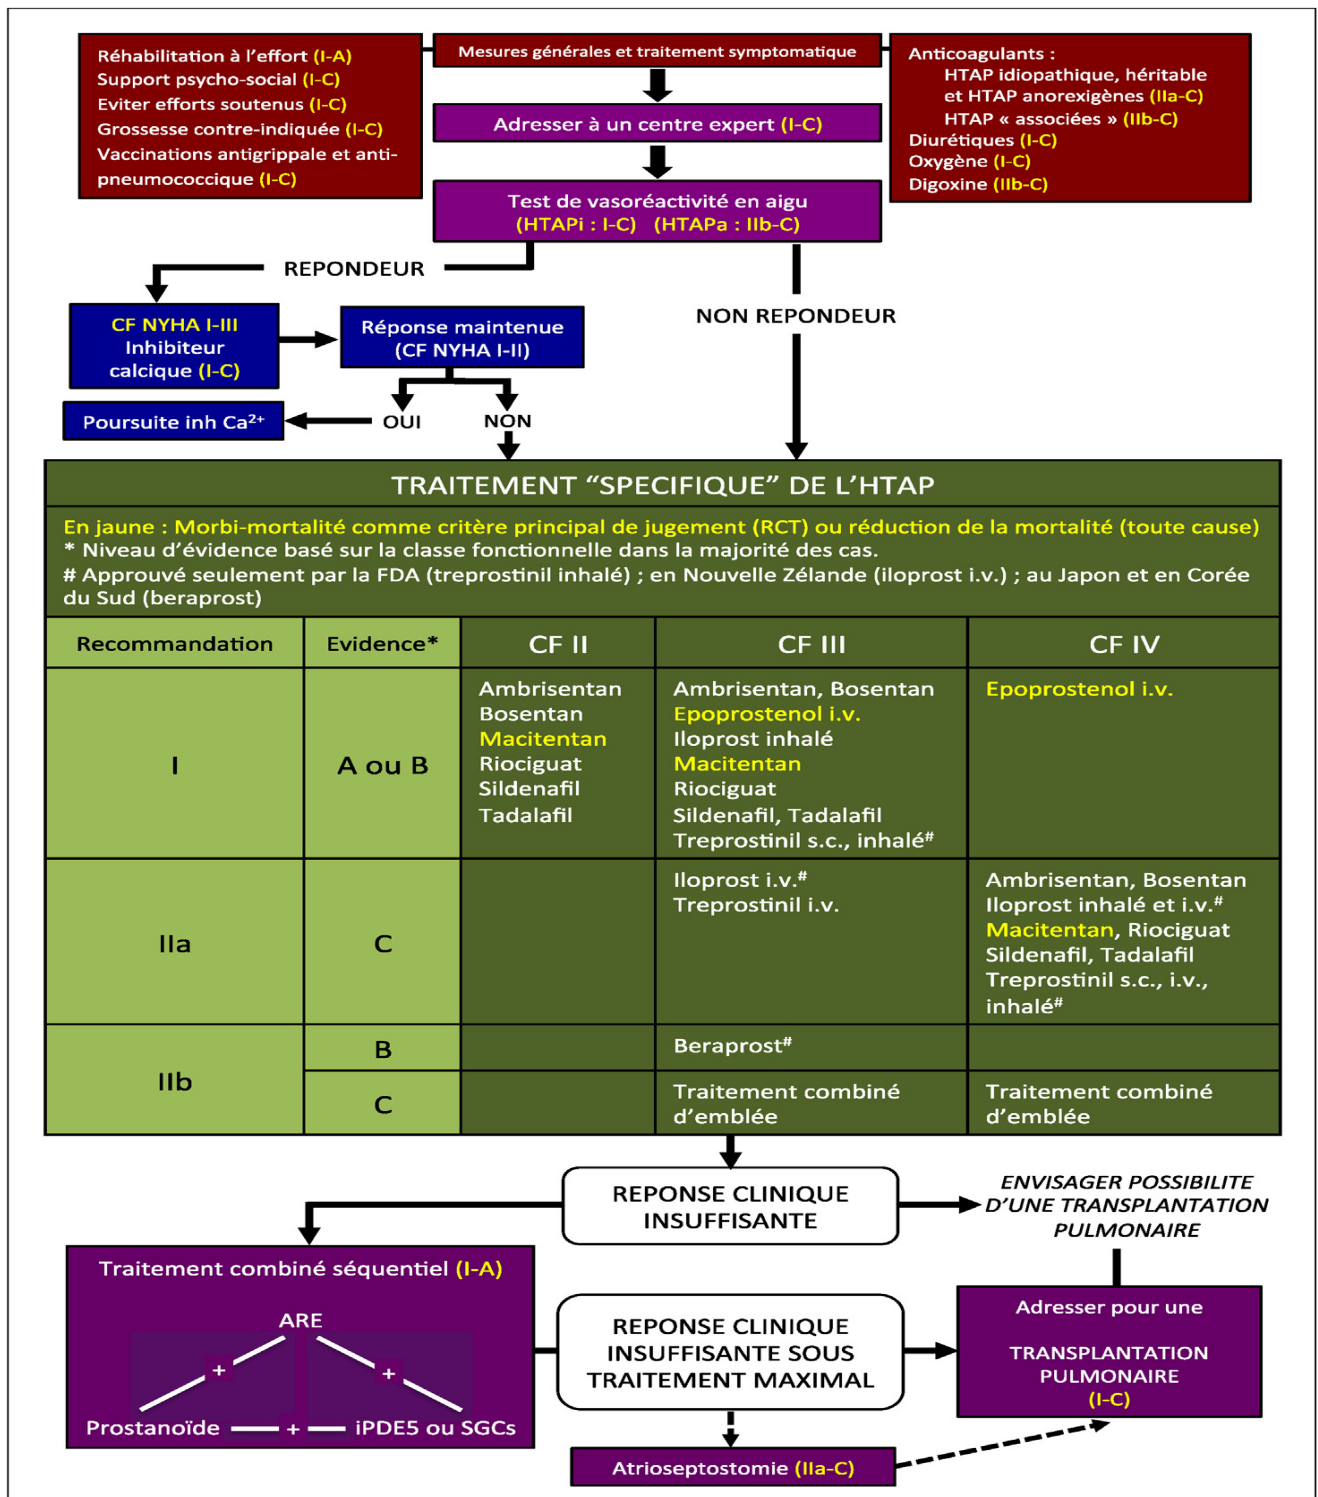 Réhabilitation à l'effort (I-A)
Support psycho-social (I-C)
Eviter efforts soutenus (I-C)
Grossesse contre-indiquée (I-C)
Vaccinations antigrippale et anti-
pneumococcique (I-C)
Mesures générales et traitement symptomatique
Anticoagulants :
HTAP idiopathique, héritable
et HTAP anorexigènes (IIa-C)
HTAP « associées » (IIb-C)
Diurétiques (I-C)
Oxygène (I-C)
Digoxine (IIb-C)
Adresser à un centre expert (I-C)
Test de vasoréactivité en aigu
(HTAPi : I-C) (HTAPa : IIb-C)
REPONDEUR
NON REPONDEUR
CF NYHA I-III
Inhibiteur
calcique (I-C)
Réponse maintenue
(CF NYHA I-II)
Poursuite inh Ca²⁺
OUI
NON
TRAITEMENT “SPECIFIQUE” DE L'HTAP
En jaune : Morbi-mortalité comme critère principal de jugement (RCT) ou réduction de la mortalité (toute cause)
* Niveau d'évidence basé sur la classe fonctionnelle dans la majorité des cas.
# Approuvé seulement par la FDA (treprostinil inhalé) ; en Nouvelle Zélande (iloprost i.v.) ; au Japon et en Corée
du Sud (beraprost)
Recommandation Evidence* CF II CF III CF IV
I
A ou B
Ambrisentan
Bosentan
Macitentan
Riociguat
Sildenafil
Tadalafil
Ambrisentan, Bosentan
Epoprostenol i.v.
Iloprost inhalé
Macitentan
Riociguat
Sildenafil, Tadalafil
Treprostinil s.c., inhalé#
Epoprostenol i.v.
IIa
C
Iloprost i.v.#
Treprostinil i.v.
Ambrisentan, Bosentan
Iloprost inhalé et i.v.#
Macitentan, Riociguat
Sildenafil, Tadalafil
Treprostinil s.c., i.v.,
inhalé#
IIb
B
Beraprost#
C
Traitement combiné
d'emblée
Traitement combiné
d'emblée
REPONSE CLINIQUE
INSUFFISANTE
ENVISAGER POSSIBILITE
D'UNE TRANSPLANTATION
PULMONAIRE
Traitement combiné séquentiel (I-A)
ARE
+
+
Prostanoïde + iPDE5 ou SGCs
REPONSE CLINIQUE
INSUFFISANTE SOUS
TRAITEMENT MAXIMAL
Adresser pour une
TRANSPLANTATION
PULMONAIRE
(I-C)
Atrioseptostomie (IIa-C)